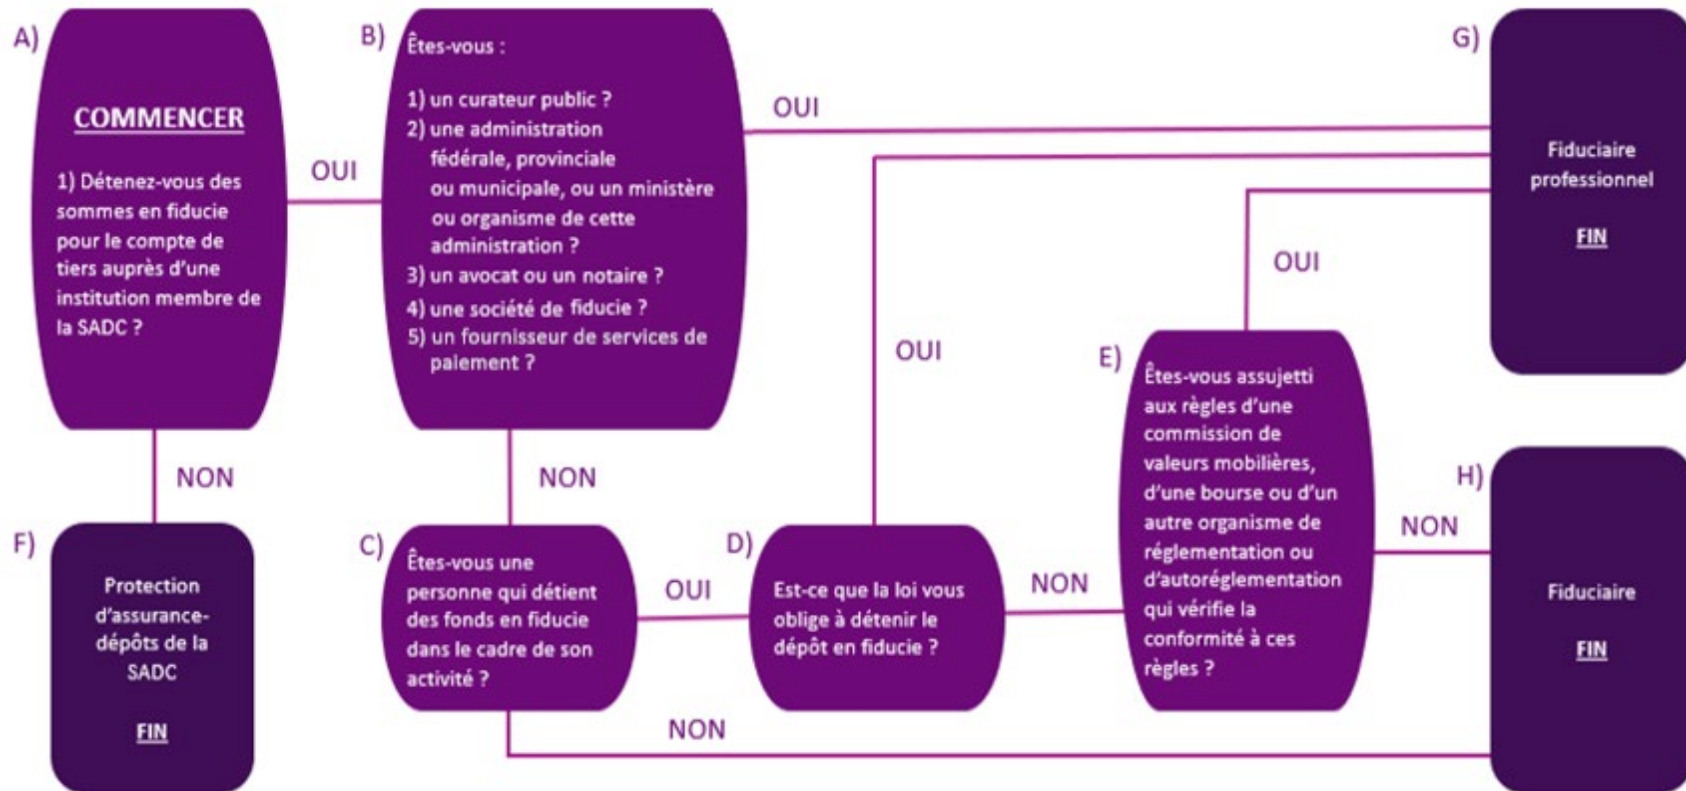 A)
COMMENCER
1) Détenez-vous des
sommes en fiducie
pour le compte de
tiers auprès d'une
institution membre de
la SADC ?
OUI
NON
B)
Êtes-vous :
1) un curateur public ?
2) une administration
fédérale, provinciale
ou municipale, ou un ministère
ou organisme de cette
administration ?
3) un avocat ou un notaire ?
4) une société de fiducie ?
5) un fournisseur de services de
paiement ?
OUI
NON
C)
Êtes-vous une
personne qui détient
des fonds en fiducie
dans le cadre de son
activité ?
OUI
NON
D)
Est-ce que la loi vous
oblige à détenir le
dépôt en fiducie ?
OUI
NON
E)
Êtes-vous assujetti
aux règles d'une
commission de
valeurs mobilières,
d'une bourse ou d'un
autre organisme de
réglementation ou
d'autoréglementation
qui vérifie la
conformité à ces
règles ?
OUI
NON
F)
Protection
d'assurance-
dépôts de la
SADC
FIN
G)
Fiduciaire
professionnel
FIN
H)
Fiduciaire
FIN